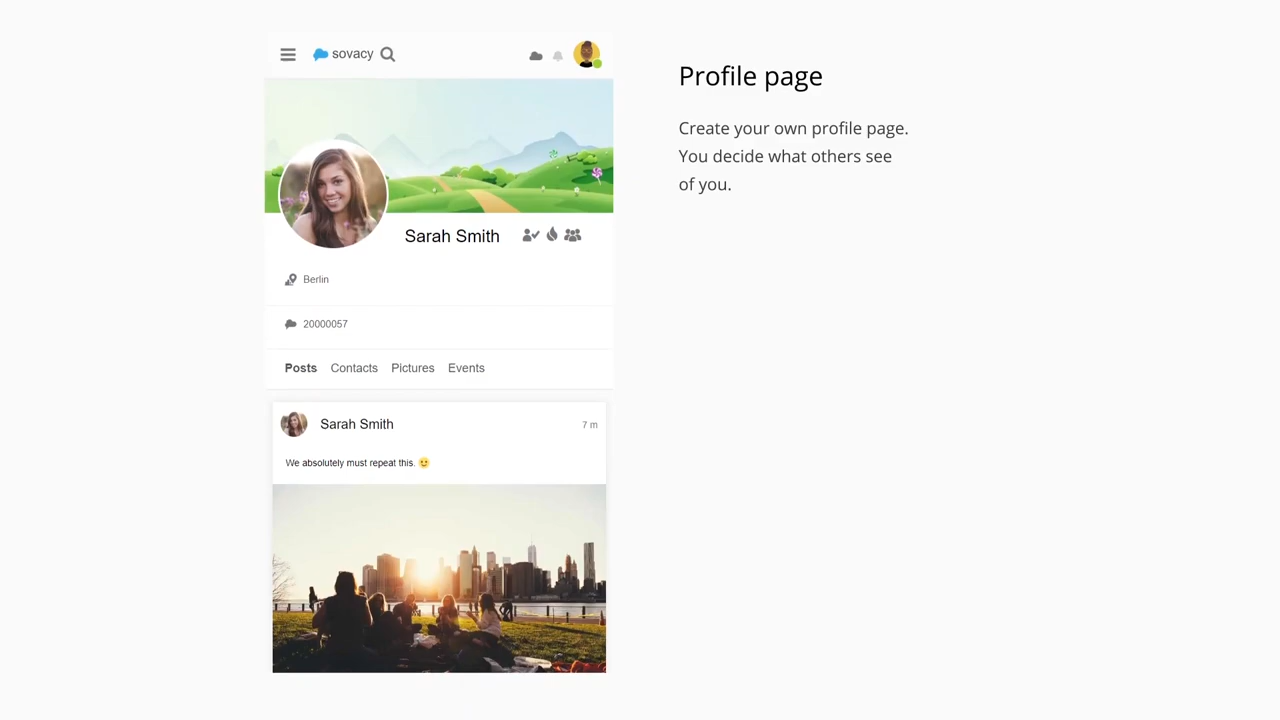 sovacy
Profile page
Create your own profile page.
You decide what others see
of you.
Sarah Smith
Berlin
20000057
Posts Contacts Pictures Events
Sarah Smith
7 m
We absolutely must repeat this. 😉